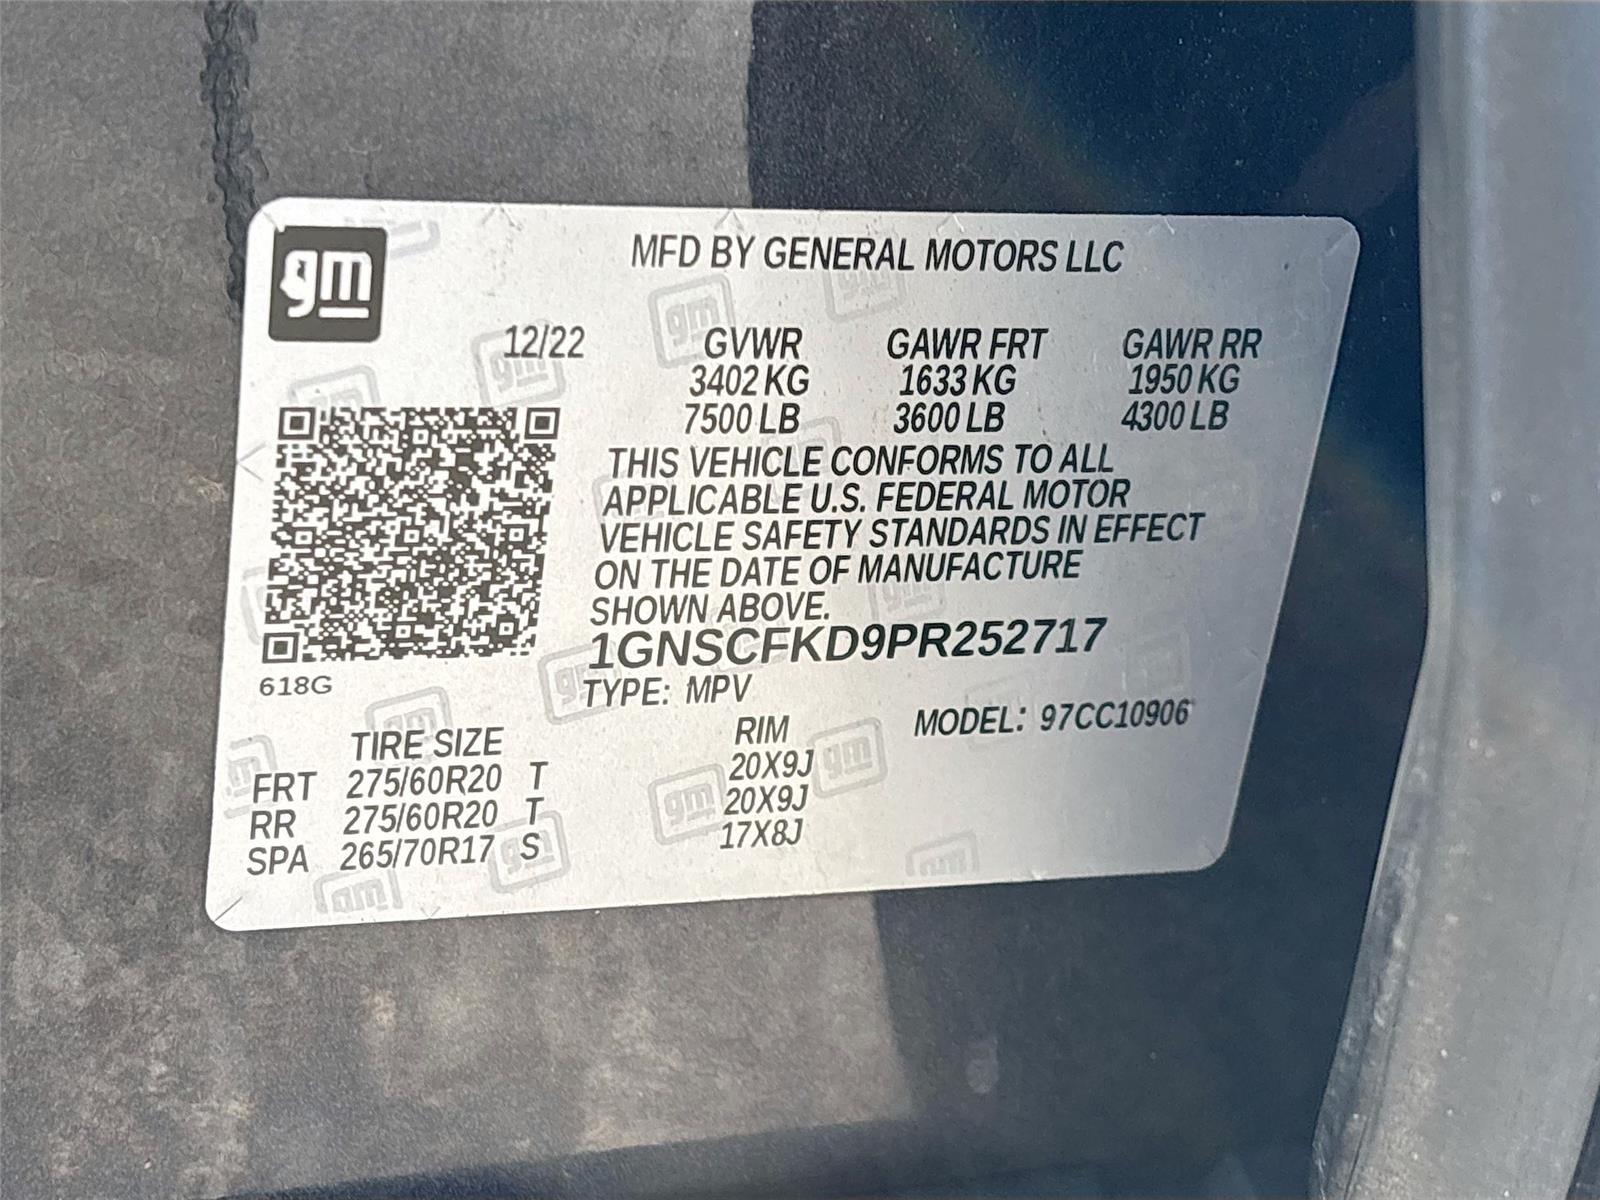 gm
MFD BY GENERAL MOTORS LLC
12/22 GVWR GAWR FRT GAWR RR
3402 KG 1633 KG 1950 KG
7500 LB 3600 LB 4300 LB
THIS VEHICLE CONFORMS TO ALL
APPLICABLE U.S. FEDERAL MOTOR
VEHICLE SAFETY STANDARDS IN EFFECT
ON THE DATE OF MANUFACTURE
SHOWN ABOVE.
1GNSCFKD9PR252717
618G
TYPE: MPV
MODEL: 97CC10906
TIRE SIZE RIM
FRT 275/60R20 T 20X9J
RR 275/60R20 T 20X9J
SPA 265/70R17 S 17X8J